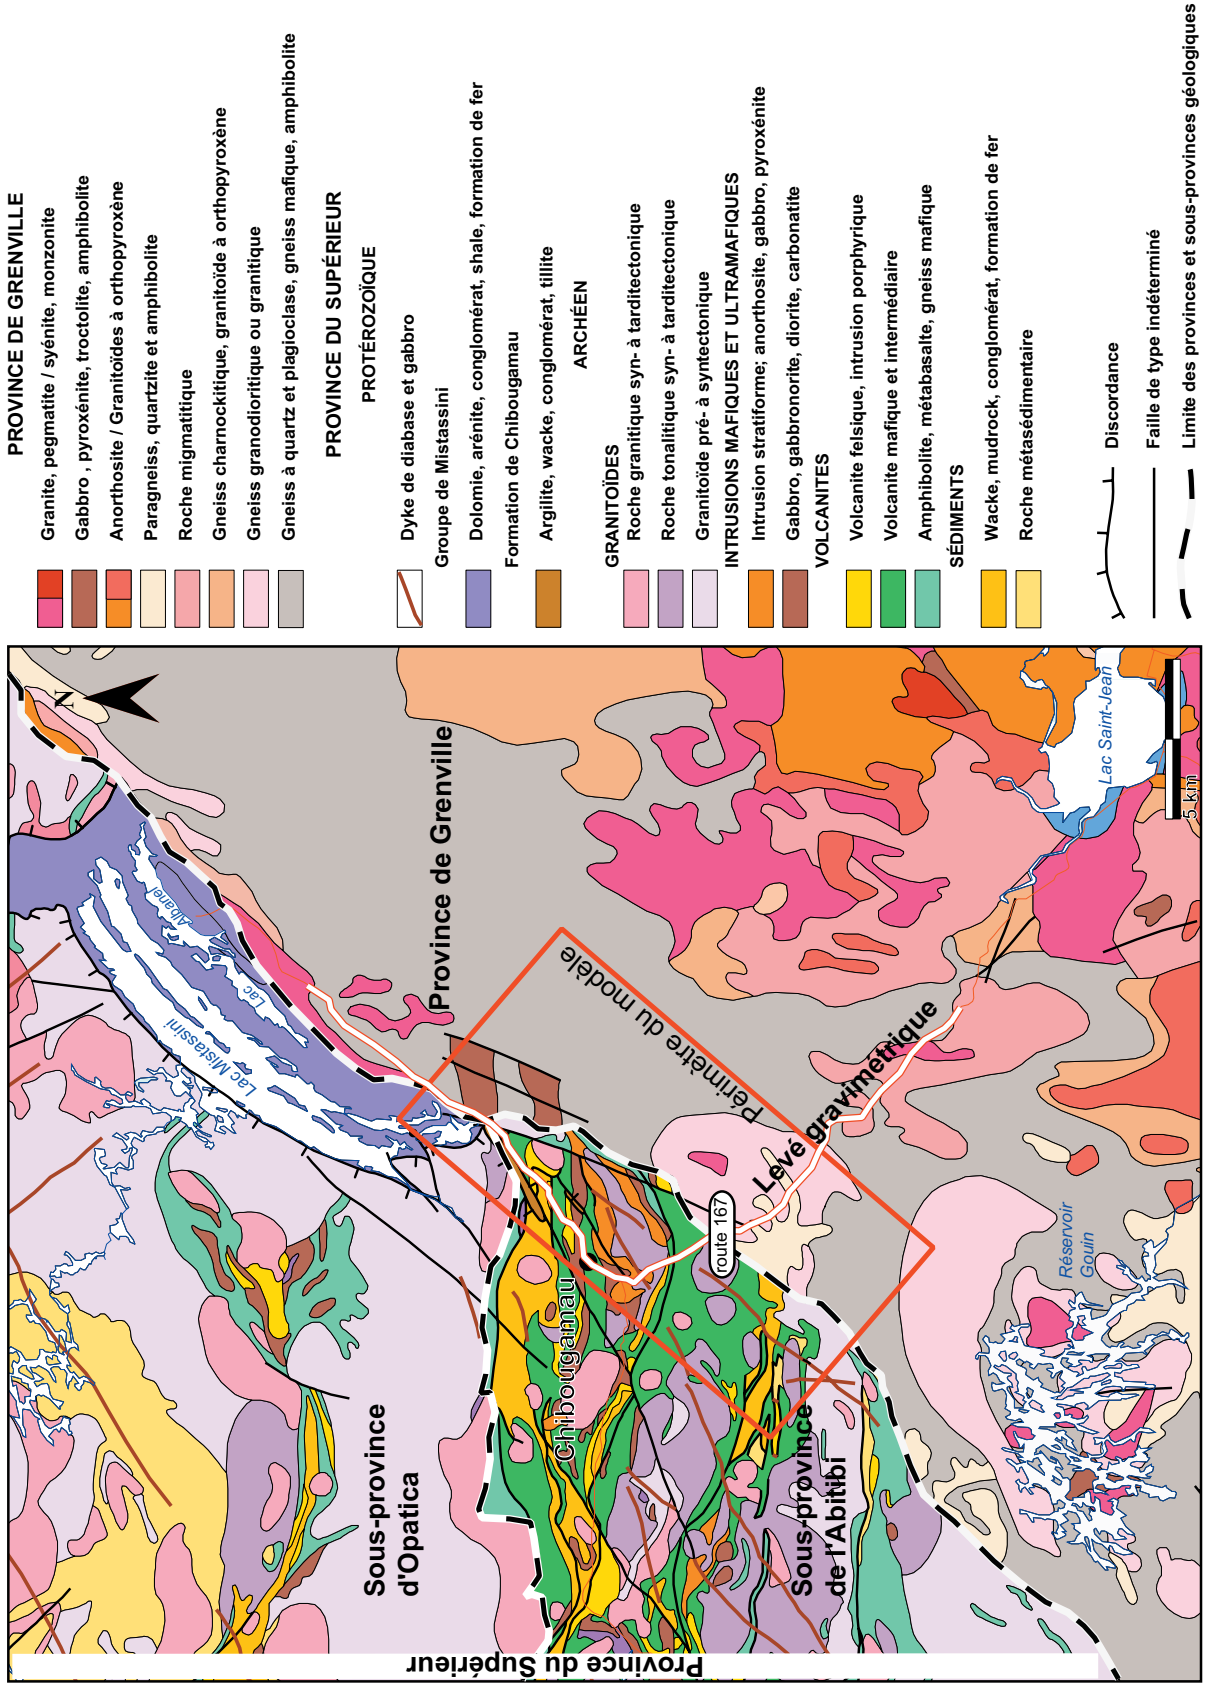 PROVINCE DE GRENVILLE
Granite, pegmatite / syénite, monzonite
Gabbro , pyroxénite, troctolite, amphibolite
Anorthosite / Granitoïdes à orthopyroxène
Paragneiss, quartzite et amphibolite
Roche migmatitique
Gneiss charnockitique, granitoïde à orthopyroxène
Gneiss granodioritique ou granitique
Gneiss à quartz et plagioclase, gneiss mafique, amphibolite
PROVINCE DU SUPÉRIEUR
PROTÉROZOÏQUE
Dyke de diabase et gabbro
Groupe de Mistassini
Dolomie, arénite, conglomérat, shale, formation de fer
Formation de Chibougamau
Argilite, wacke, conglomérat, tillite
ARCHÉEN
GRANITOÏDES
Roche granitique syn- à tarditectonique
Roche tonalitique syn- à tarditectonique
Granitoïde pré- à syntectonique
INTRUSIONS MAFIQUES ET ULTRAMAFIQUES
Intrusion stratiforme; anorthosite, gabbro, pyroxénite
Gabbro, gabbronorite, diorite, carbonatite
VOLCANITES
Volcanite felsique, intrusion porphyrique
Volcanite mafique et intermédiaire
Amphibolite, métabasalte, gneiss mafique
SÉDIMENTS
Wacke, mudrock, conglomérat, formation de fer
Roche métasédimentaire
Discordance
Faille de type indéterminé
Limite des provinces et sous-provinces géologiques
N
Lac Mistassini
Lac
Albanel
Province de Grenville
Périmètre du modèle
Levé gravimétrique
route 167
Chibougamau
Sous-province
d'Opatica
Sous-province
de l'Abitibi
Province du Supérieur
Réservoir
Gouin
Lac Saint-Jean
5 km